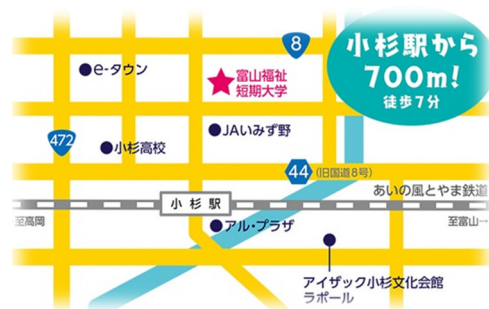 8
小杉駅から
700m!
徒歩7分
e-タウン
富山福祉
短期大学
472
小杉高校
JAいみず野
44
(旧国道8号)
あいの風とやま鉄道
小杉駅
至高岡
アル・プラザ
至富山→
アイザック小杉文化会館
ラポール